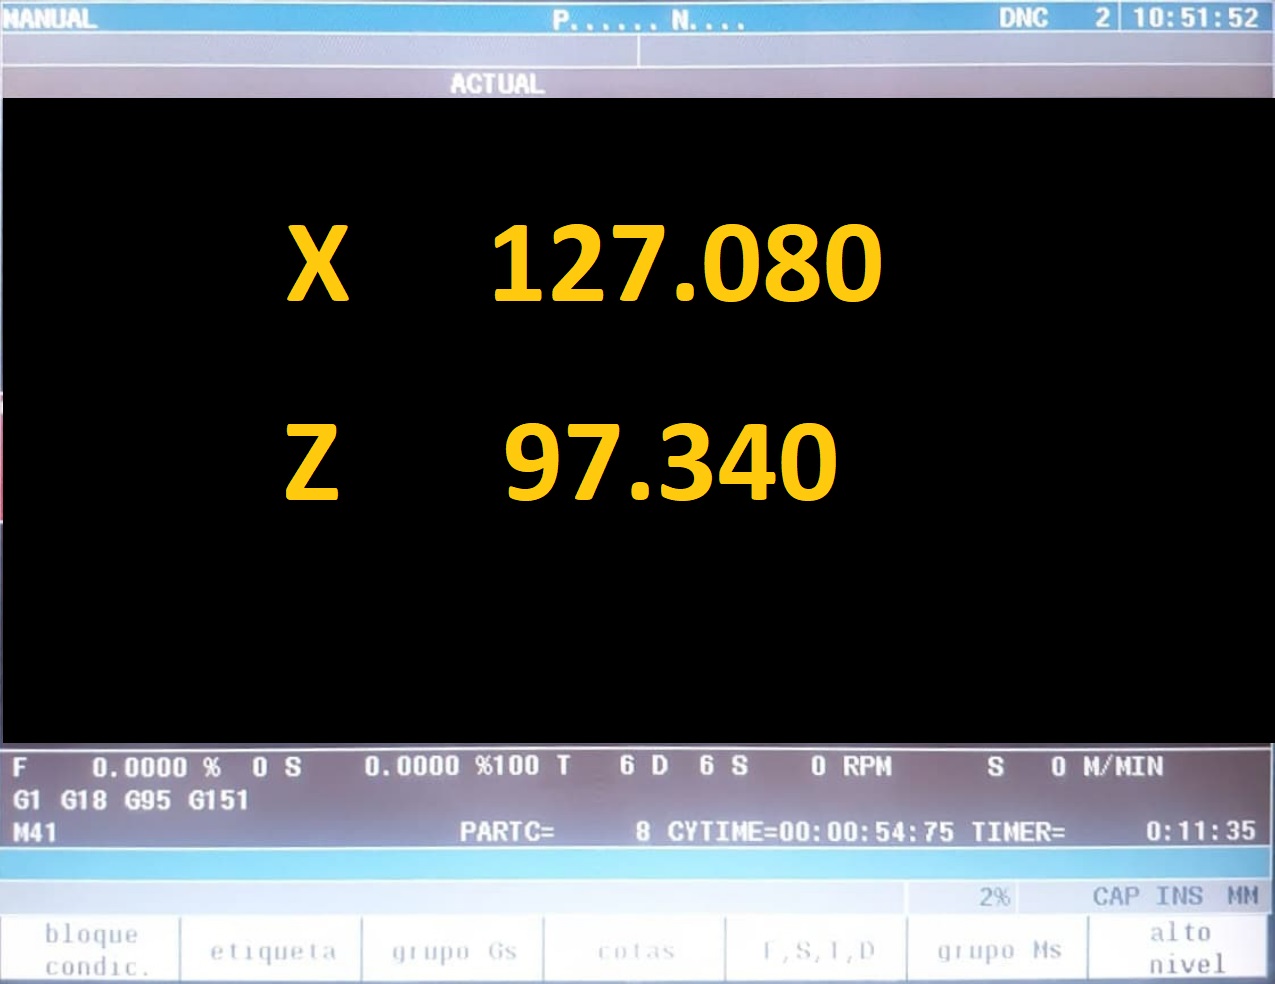 MANUAL P...... N.... DNC 2 10:51:52
ACTUAL
X 127.080
Z 97.340
F 0.0000 % 0 S 0.0000 %100 T 6 D 6 S 0 RPM S 0 M/MIN
G1 G18 G95 G151
M41 PARTC= 8 CYTIME=00:00:54:75 TIMER= 0:11:35
2% CAP INS MM
bloque condic. etiqueta grupo Gs cotas F,S,T,D grupo Ms alto nivel